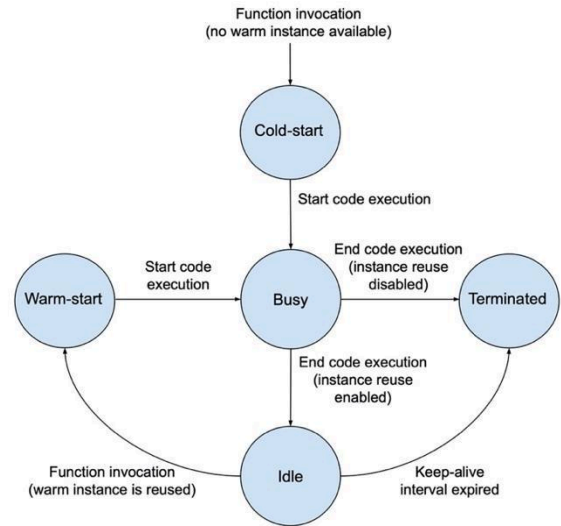 Function invocation
(no warm instance available)
Cold-start
Start code execution
Start code
execution
End code execution
(instance reuse
disabled)
Warm-start
Busy
Terminated
End code execution
(instance reuse
enabled)
Function invocation
(warm instance is reused)
Idle
Keep-alive
interval expired